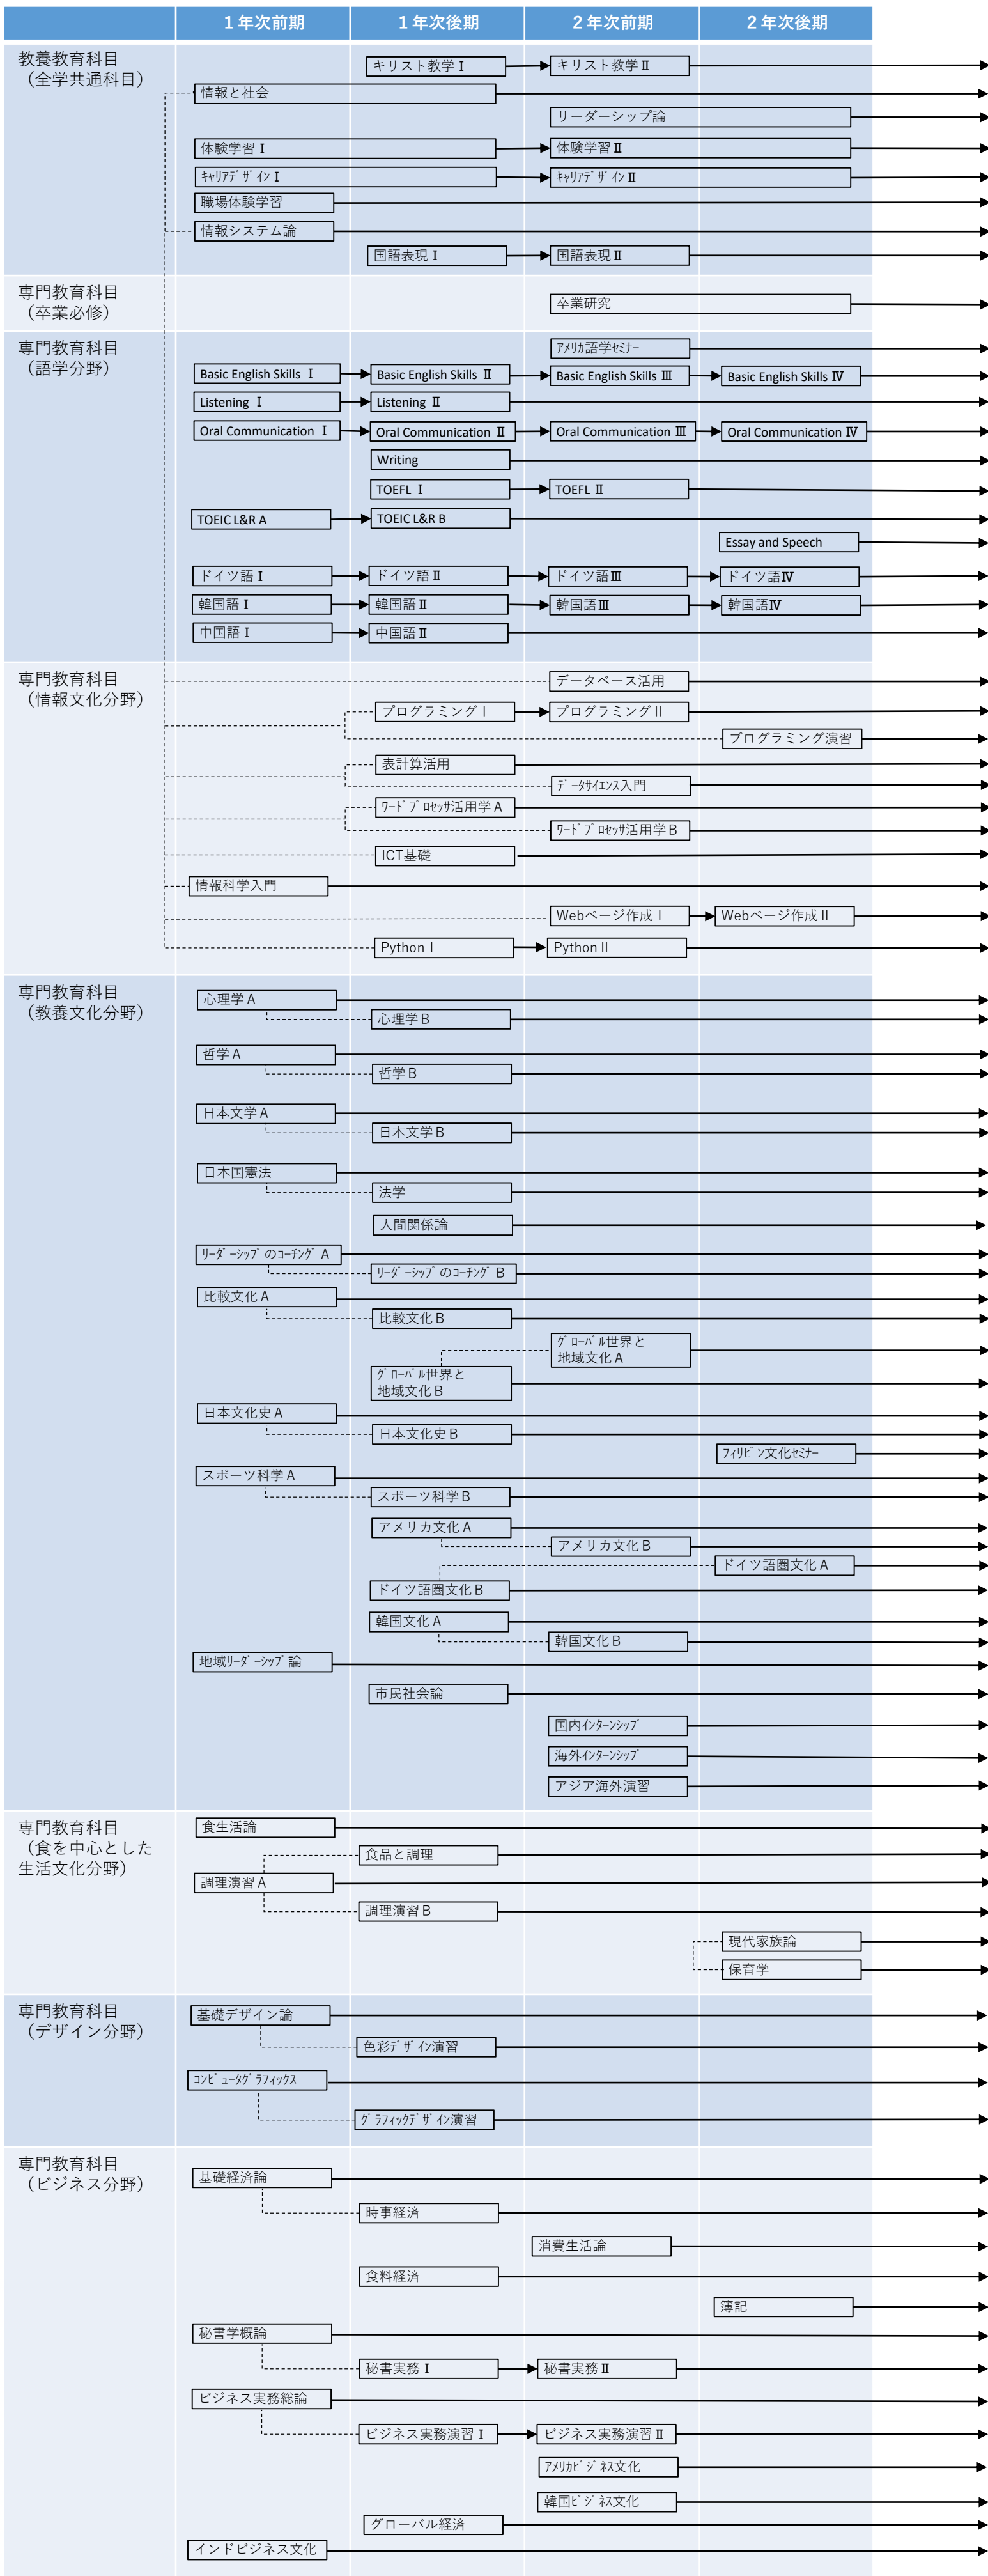 １年次前期
１年次後期
２年次前期
２年次後期
教養教育科目
（全学共通科目）
キリスト教学Ⅰ
キリスト教学Ⅱ
情報と社会
リーダーシップ論
体験学習Ⅰ
体験学習Ⅱ
ｷｬﾘｱﾃﾞｻﾞｲﾝⅠ
ｷｬﾘｱﾃﾞｻﾞｲﾝⅡ
職場体験学習
情報システム論
国語表現Ⅰ
国語表現Ⅱ
専門教育科目
（卒業必修）
卒業研究
専門教育科目
（語学分野）
ｱﾒﾘｶ語学ｾﾐﾅｰ
Basic English Skills Ⅰ
Basic English Skills Ⅱ
Basic English Skills Ⅲ
Basic English Skills Ⅳ
Listening Ⅰ
Listening Ⅱ
Oral Communication Ⅰ
Oral Communication Ⅱ
Oral Communication Ⅲ
Oral Communication Ⅳ
Writing
TOEFL Ⅰ
TOEFL Ⅱ
TOEIC L&R A
TOEIC L&R B
Essay and Speech
ドイツ語Ⅰ
ドイツ語Ⅱ
ドイツ語Ⅲ
ドイツ語Ⅳ
韓国語Ⅰ
韓国語Ⅱ
韓国語Ⅲ
韓国語Ⅳ
中国語Ⅰ
中国語Ⅱ
専門教育科目
（情報文化分野）
データベース活用
プログラミングⅠ
プログラミングⅡ
プログラミング演習
表計算活用
ﾃﾞｰﾀｻｲｴﾝｽ入門
ﾜｰﾄﾞﾌﾟﾛｾｯｻ活用学Ａ
ﾜｰﾄﾞﾌﾟﾛｾｯｻ活用学Ｂ
ICT基礎
情報科学入門
Webページ作成Ⅰ
Webページ作成Ⅱ
PythonⅠ
PythonⅡ
専門教育科目
（教養文化分野）
心理学Ａ
心理学Ｂ
哲学Ａ
哲学Ｂ
日本文学Ａ
日本文学Ｂ
日本国憲法
法学
人間関係論
ﾘｰﾀﾞｰｼｯﾌﾟのｺｰﾁﾝｸﾞＡ
ﾘｰﾀﾞｰｼｯﾌﾟのｺｰﾁﾝｸﾞＢ
比較文化Ａ
比較文化Ｂ
ｸﾞﾛｰﾊﾞﾙ世界と
地域文化Ａ
ｸﾞﾛｰﾊﾞﾙ世界と
地域文化Ｂ
日本文化史Ａ
日本文化史Ｂ
ﾌｨﾘﾋﾟﾝ文化ｾﾐﾅｰ
スポーツ科学Ａ
スポーツ科学Ｂ
アメリカ文化Ａ
アメリカ文化Ｂ
ドイツ語圏文化Ａ
ドイツ語圏文化Ｂ
韓国文化Ａ
韓国文化Ｂ
地域ﾘｰﾀﾞｰｼｯﾌﾟ論
市民社会論
国内ｲﾝﾀｰﾝｼｯﾌﾟ
海外ｲﾝﾀｰﾝｼｯﾌﾟ
アジア海外演習
専門教育科目
（食を中心とした
生活文化分野）
食生活論
食品と調理
調理演習Ａ
調理演習Ｂ
現代家族論
保育学
専門教育科目
（デザイン分野）
基礎デザイン論
色彩ﾃﾞｻﾞｲﾝ演習
ｺﾝﾋﾟｭｰﾀｸﾞﾗﾌｨｯｸｽ
ｸﾞﾗﾌｨｯｸﾃﾞｻﾞｲﾝ演習
専門教育科目
（ビジネス分野）
基礎経済論
時事経済
消費生活論
食料経済
簿記
秘書学概論
秘書実務Ⅰ
秘書実務Ⅱ
ビジネス実務総論
ビジネス実務演習Ⅰ
ビジネス実務演習Ⅱ
ｱﾒﾘｶﾋﾞｼﾞﾈｽ文化
韓国ﾋﾞｼﾞﾈｽ文化
グローバル経済
インドビジネス文化